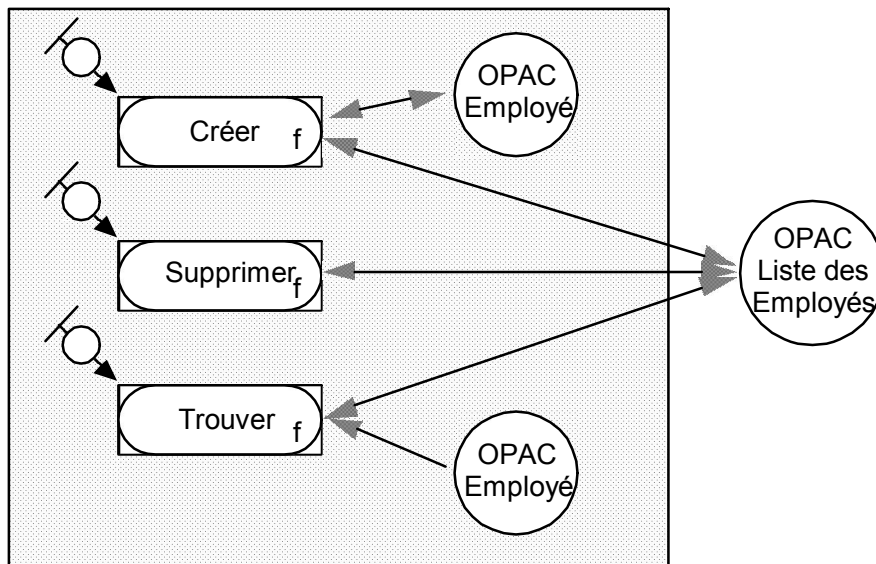 OPAC
Employé
Créer
f
OPAC
Liste des
Employés
Supprimer
f
Trouver
f
OPAC
Employé